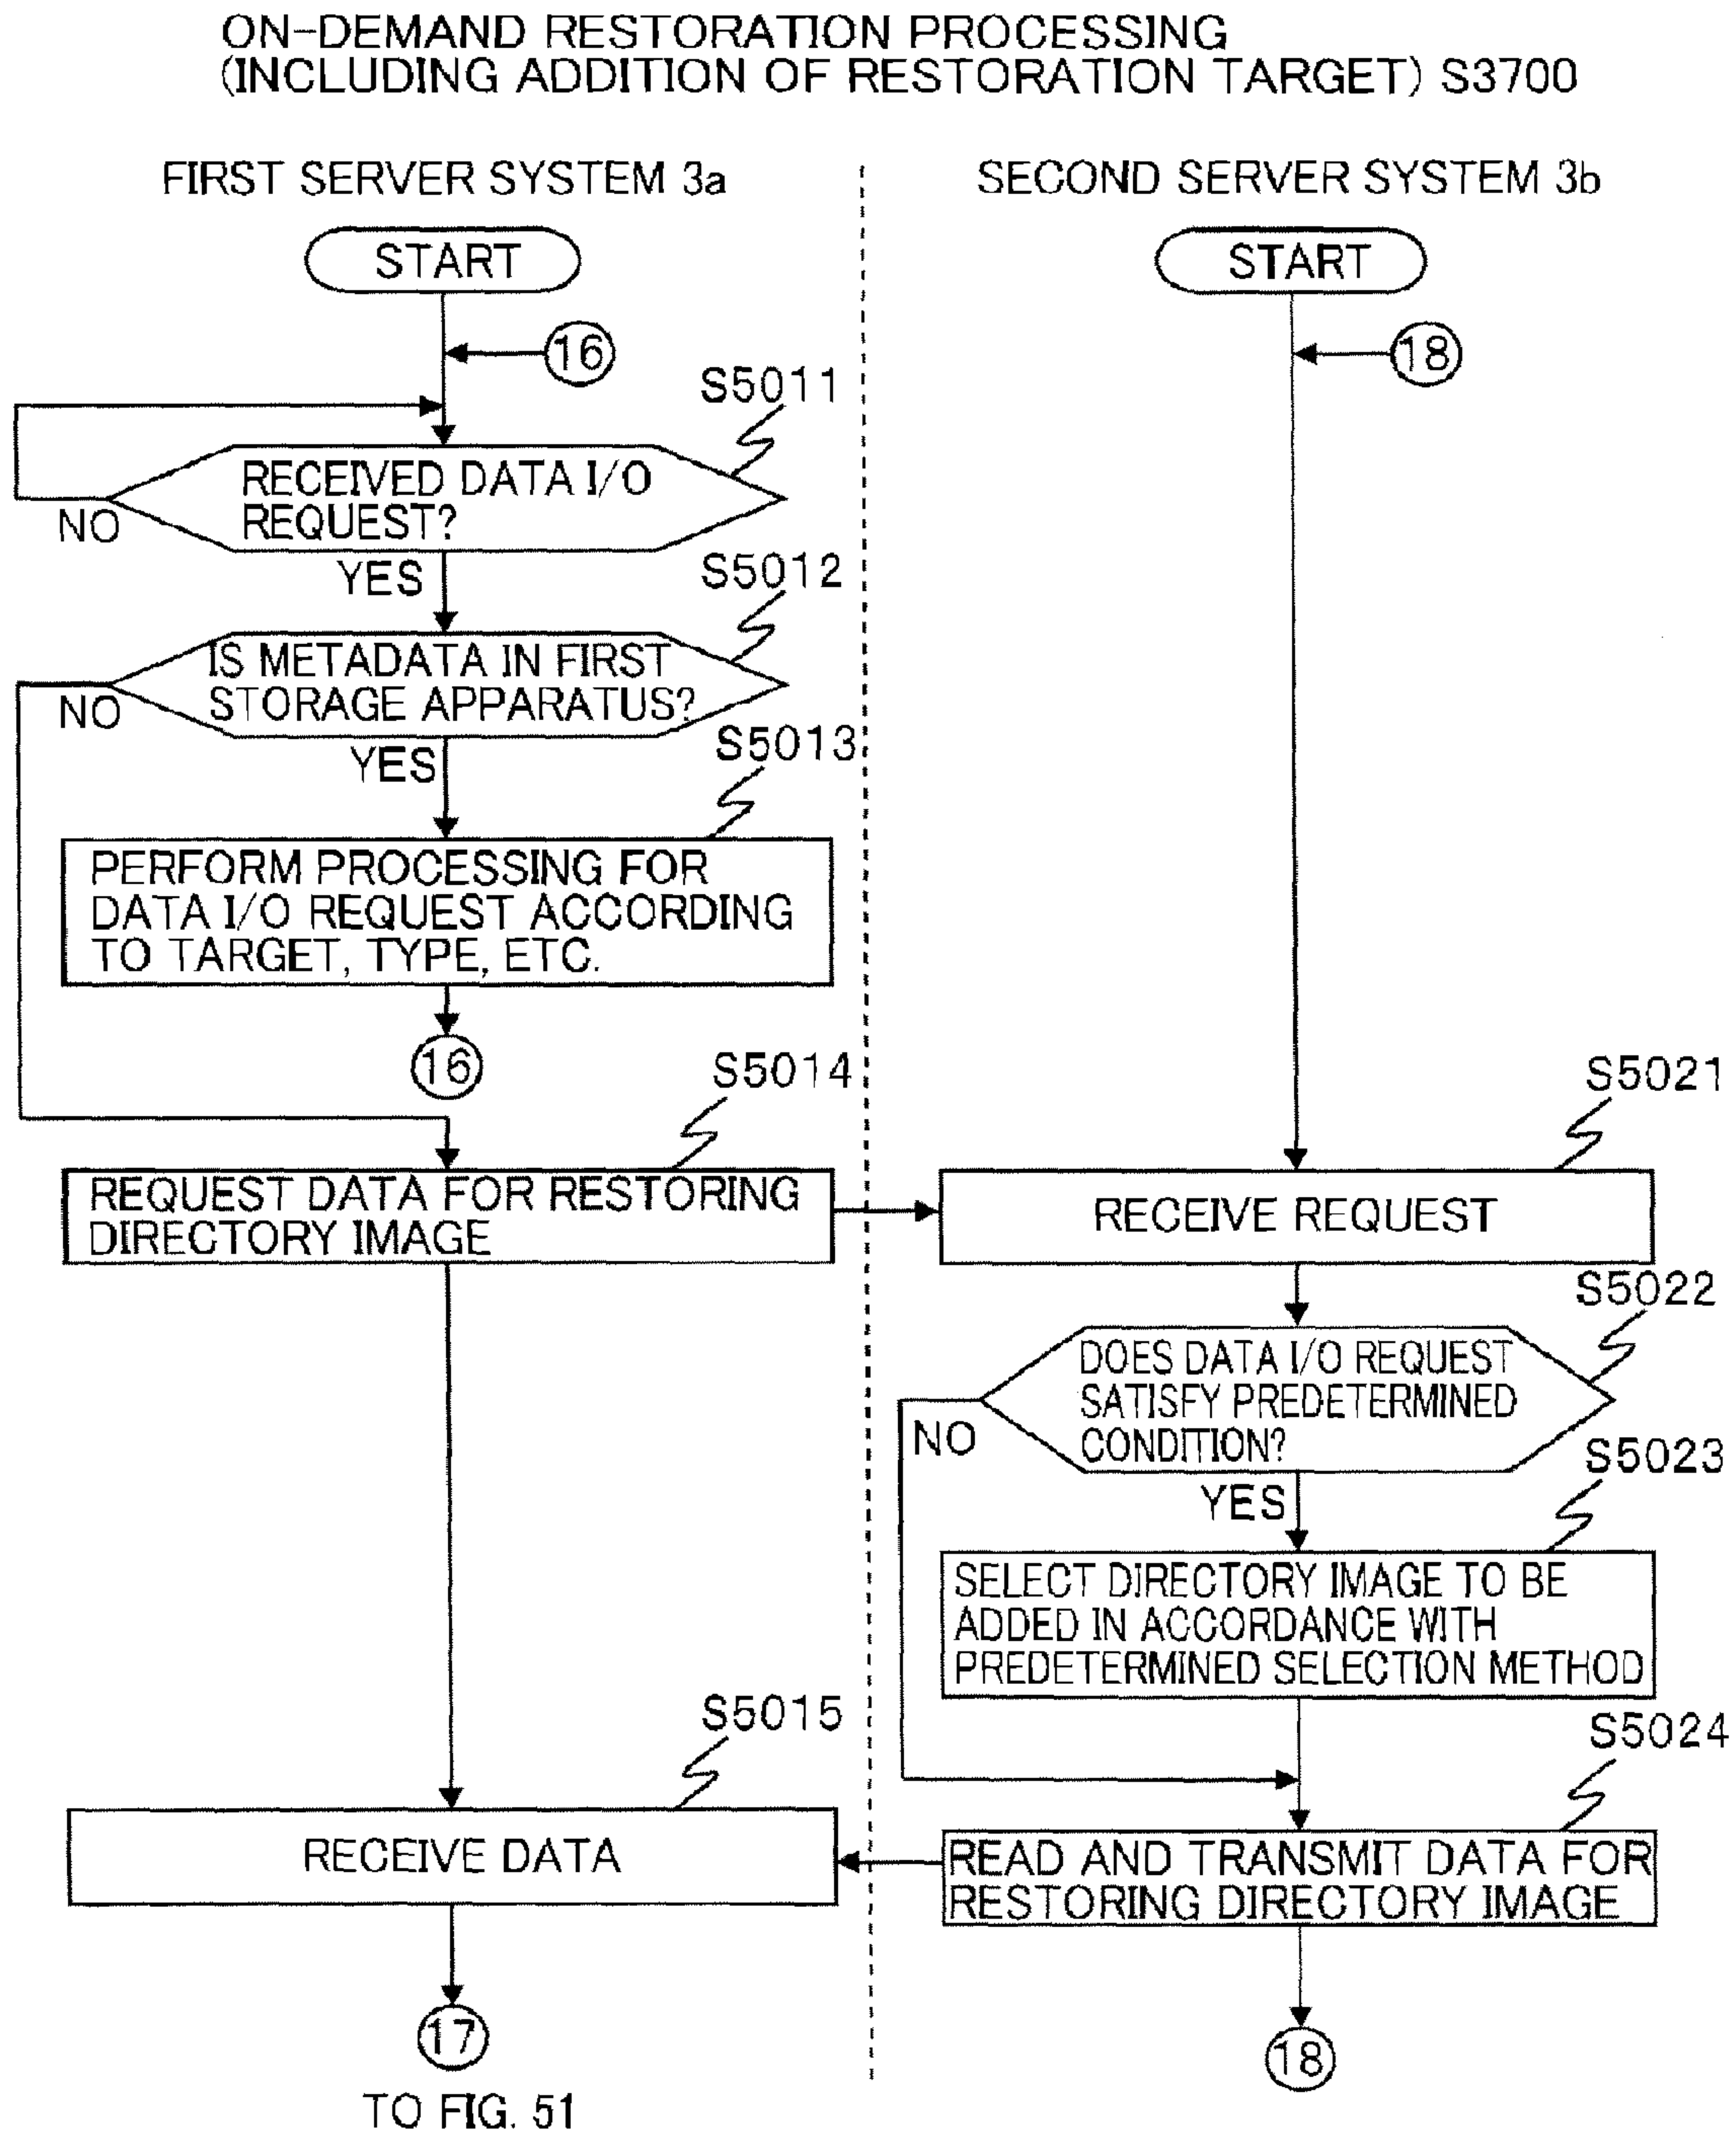 ON-DEMAND RESTORATION PROCESSING
(INCLUDING ADDITION OF RESTORATION TARGET) S3700
FIRST SERVER SYSTEM 3a
SECOND SERVER SYSTEM 3b
START
START
16
18
S5011
RECEIVED DATA I/O
REQUEST?
NO
YES
S5012
IS METADATA IN FIRST
STORAGE APPARATUS?
NO
YES
S5013
PERFORM PROCESSING FOR
DATA I/O REQUEST ACCORDING
TO TARGET, TYPE, ETC.
16
S5014
S5021
REQUEST DATA FOR RESTORING
DIRECTORY IMAGE
RECEIVE REQUEST
S5022
DOES DATA I/O REQUEST
SATISFY PREDETERMINED
CONDITION?
NO
YES
S5023
SELECT DIRECTORY IMAGE TO BE
ADDED IN ACCORDANCE WITH
PREDETERMINED SELECTION METHOD
S5015
S5024
RECEIVE DATA
READ AND TRANSMIT DATA FOR
RESTORING DIRECTORY IMAGE
17
18
TO FIG. 51